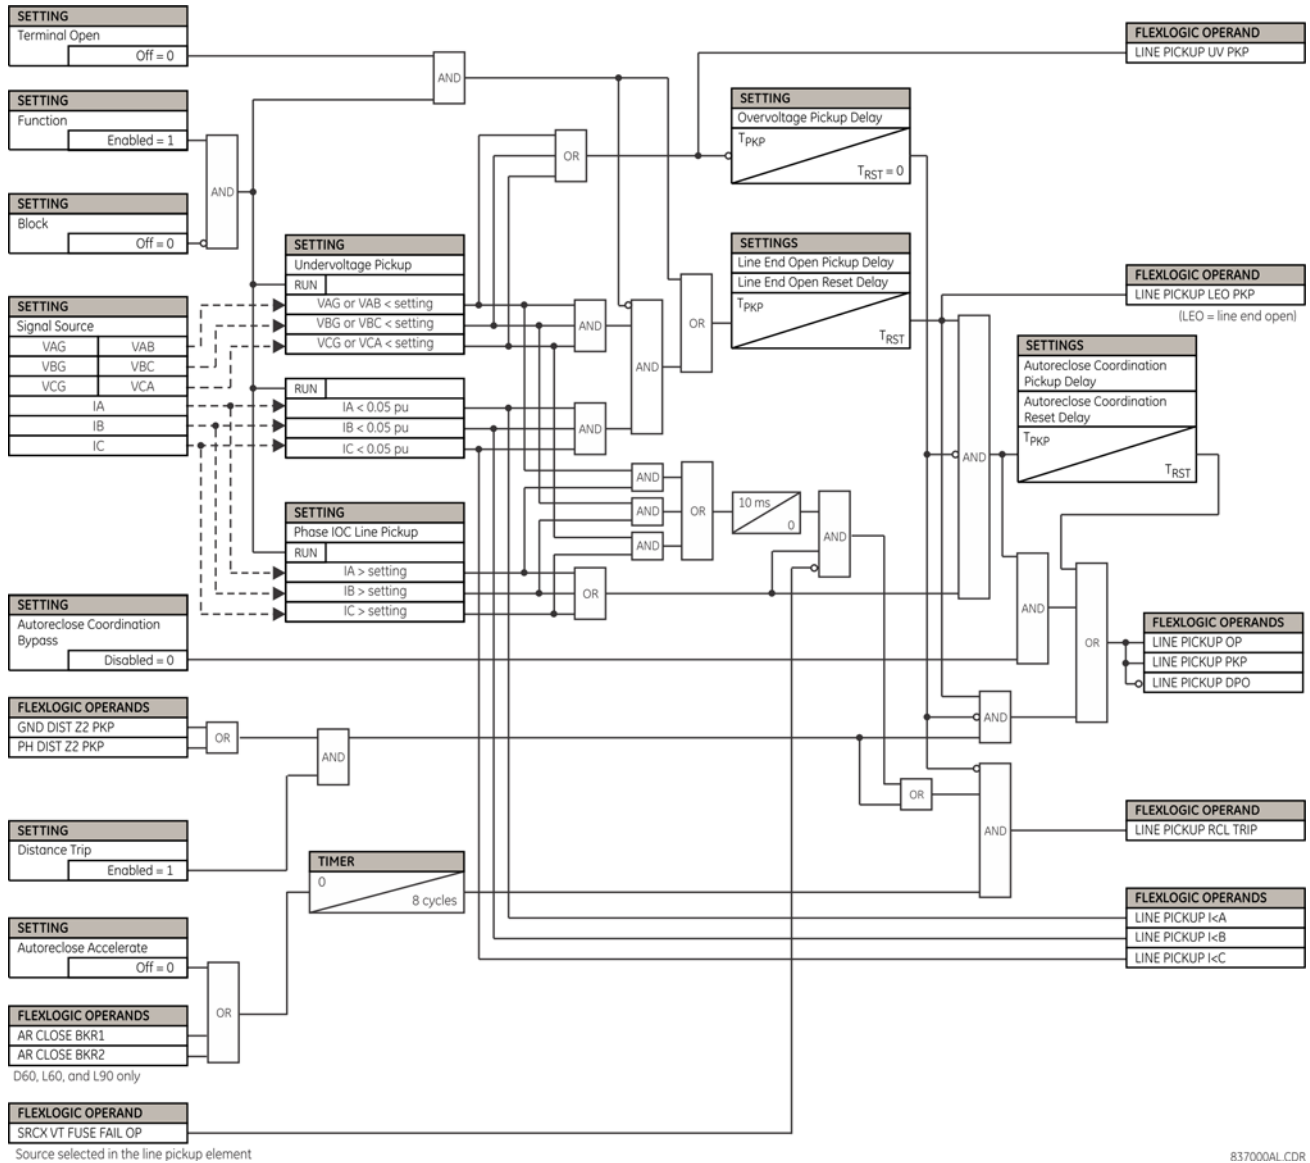 SETTING
Terminal Open
Off = 0
SETTING
Function
Enabled = 1
SETTING
Block
Off = 0
AND
SETTING
Signal Source
VAG VAB
VBG VBC
VCG VCA
IA
IB
IC
SETTING
Autoreclose Coordination
Bypass
Disabled = 0
FLEXLOGIC OPERANDS
GND DIST Z2 PKP
PH DIST Z2 PKP
OR
AND
SETTING
Distance Trip
Enabled = 1
SETTING
Autoreclose Accelerate
Off = 0
FLEXLOGIC OPERANDS
AR CLOSE BKR1
AR CLOSE BKR2
D60, L60, and L90 only
OR
FLEXLOGIC OPERAND
SRCX VT FUSE FAIL OP
Source selected in the line pickup element
SETTING
Undervoltage Pickup
RUN
VAG or VAB < setting
VBG or VBC < setting
VCG or VCA < setting
RUN
IA < 0.05 pu
IB < 0.05 pu
IC < 0.05 pu
SETTING
Phase IOC Line Pickup
RUN
IA > setting
IB > setting
IC > setting
TIMER
0
8 cycles
AND
OR
AND
AND
AND
AND
AND
AND
OR
OR
OR
10 ms
0
AND
SETTING
Overvoltage Pickup Delay
TPKP
TRST = 0
SETTINGS
Line End Open Pickup Delay
Line End Open Reset Delay
TPKP
TRST
AND
SETTINGS
Autoreclose Coordination
Pickup Delay
Autoreclose Coordination
Reset Delay
TPKP
TRST
AND
OR
AND
OR
AND
FLEXLOGIC OPERAND
LINE PICKUP UV PKP
FLEXLOGIC OPERAND
LINE PICKUP LEO PKP
(LEO = line end open)
FLEXLOGIC OPERANDS
LINE PICKUP OP
LINE PICKUP PKP
LINE PICKUP DPO
FLEXLOGIC OPERAND
LINE PICKUP RCL TRIP
FLEXLOGIC OPERANDS
LINE PICKUP I<A
LINE PICKUP I<B
LINE PICKUP I<C
837000AL.CDR